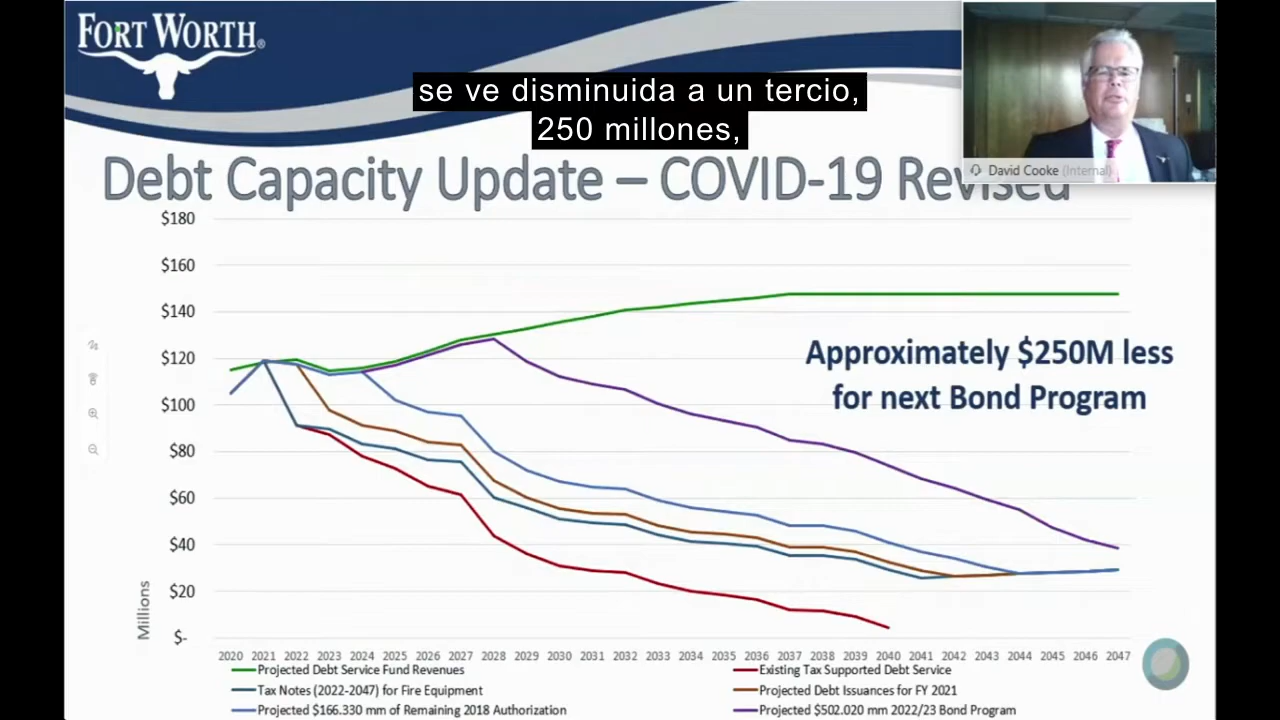 FORT WORTH®
se ve disminuida a un tercio,
250 millones,
David Cooke (Internal)
Debt Capacity Update – COVID-19 Revised
$180
$160
$140
$120
$100
$80
$60
$40
$20
$-
Millions
Approximately $250M less
for next Bond Program
2020 2021 2022 2023 2024 2025 2026 2027 2028 2029 2030 2031 2032 2033 2034 2035 2036 2037 2038 2039 2040 2041 2042 2043 2044 2045 2046 2047
Projected Debt Service Fund Revenues
Existing Tax Supported Debt Service
Tax Notes (2022-2047) for Fire Equipment
Projected Debt Issuances for FY 2021
Projected $166.330 mm of Remaining 2018 Authorization
Projected $502.020 mm 2022/23 Bond Program